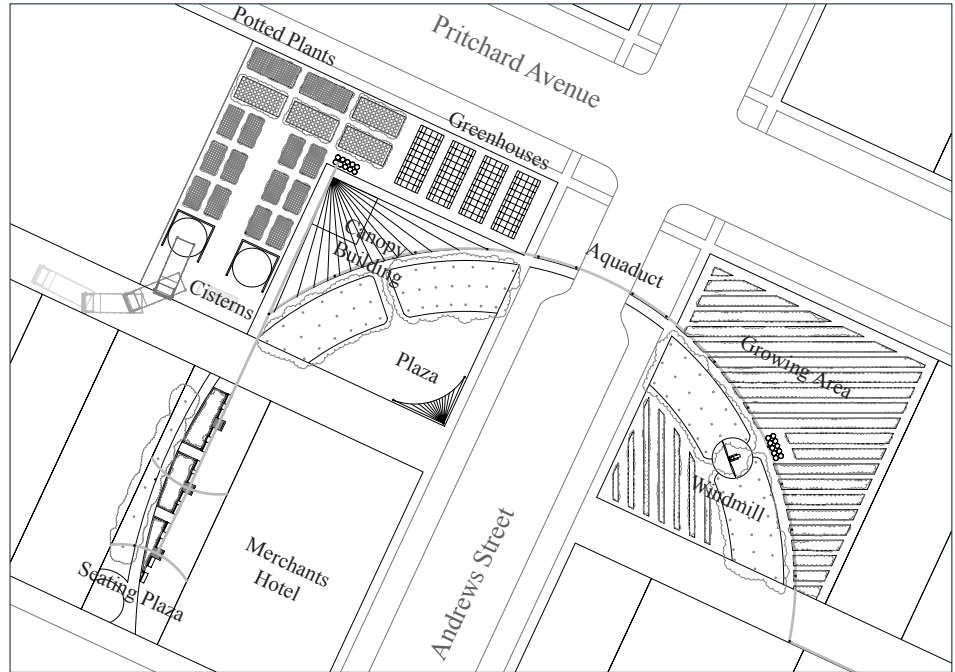 Potted Plants
Pritchard Avenue
Greenhouses
Canopy
Building
Aquaduct
Cisterns
Plaza
Growing Area
Windmill
Merchants
Hotel
Seating Plaza
Andrews Street